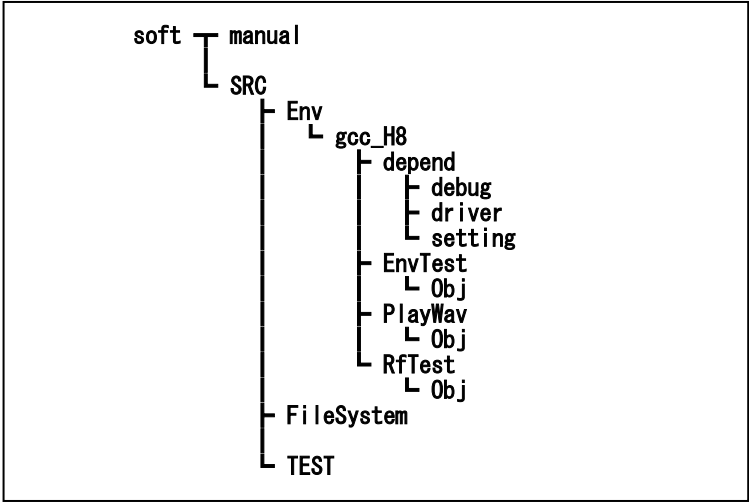 soft manual
SRC
Env
gcc_H8
depend
debug
driver
setting
EnvTest
Obj
PlayWav
Obj
RfTest
Obj
FileSystem
TEST